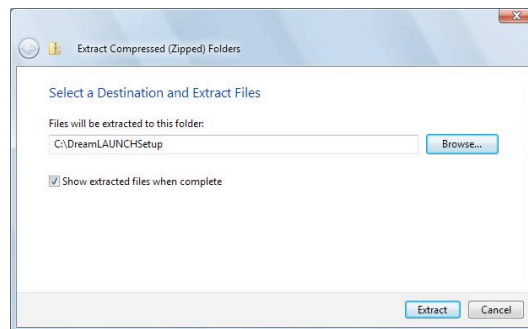 Extract Compressed (Zipped) Folders
Select a Destination and Extract Files
Files will be extracted to this folder:
C:\DreamLAUNCHSetup
Browse...
Show extracted files when complete
Extract
Cancel